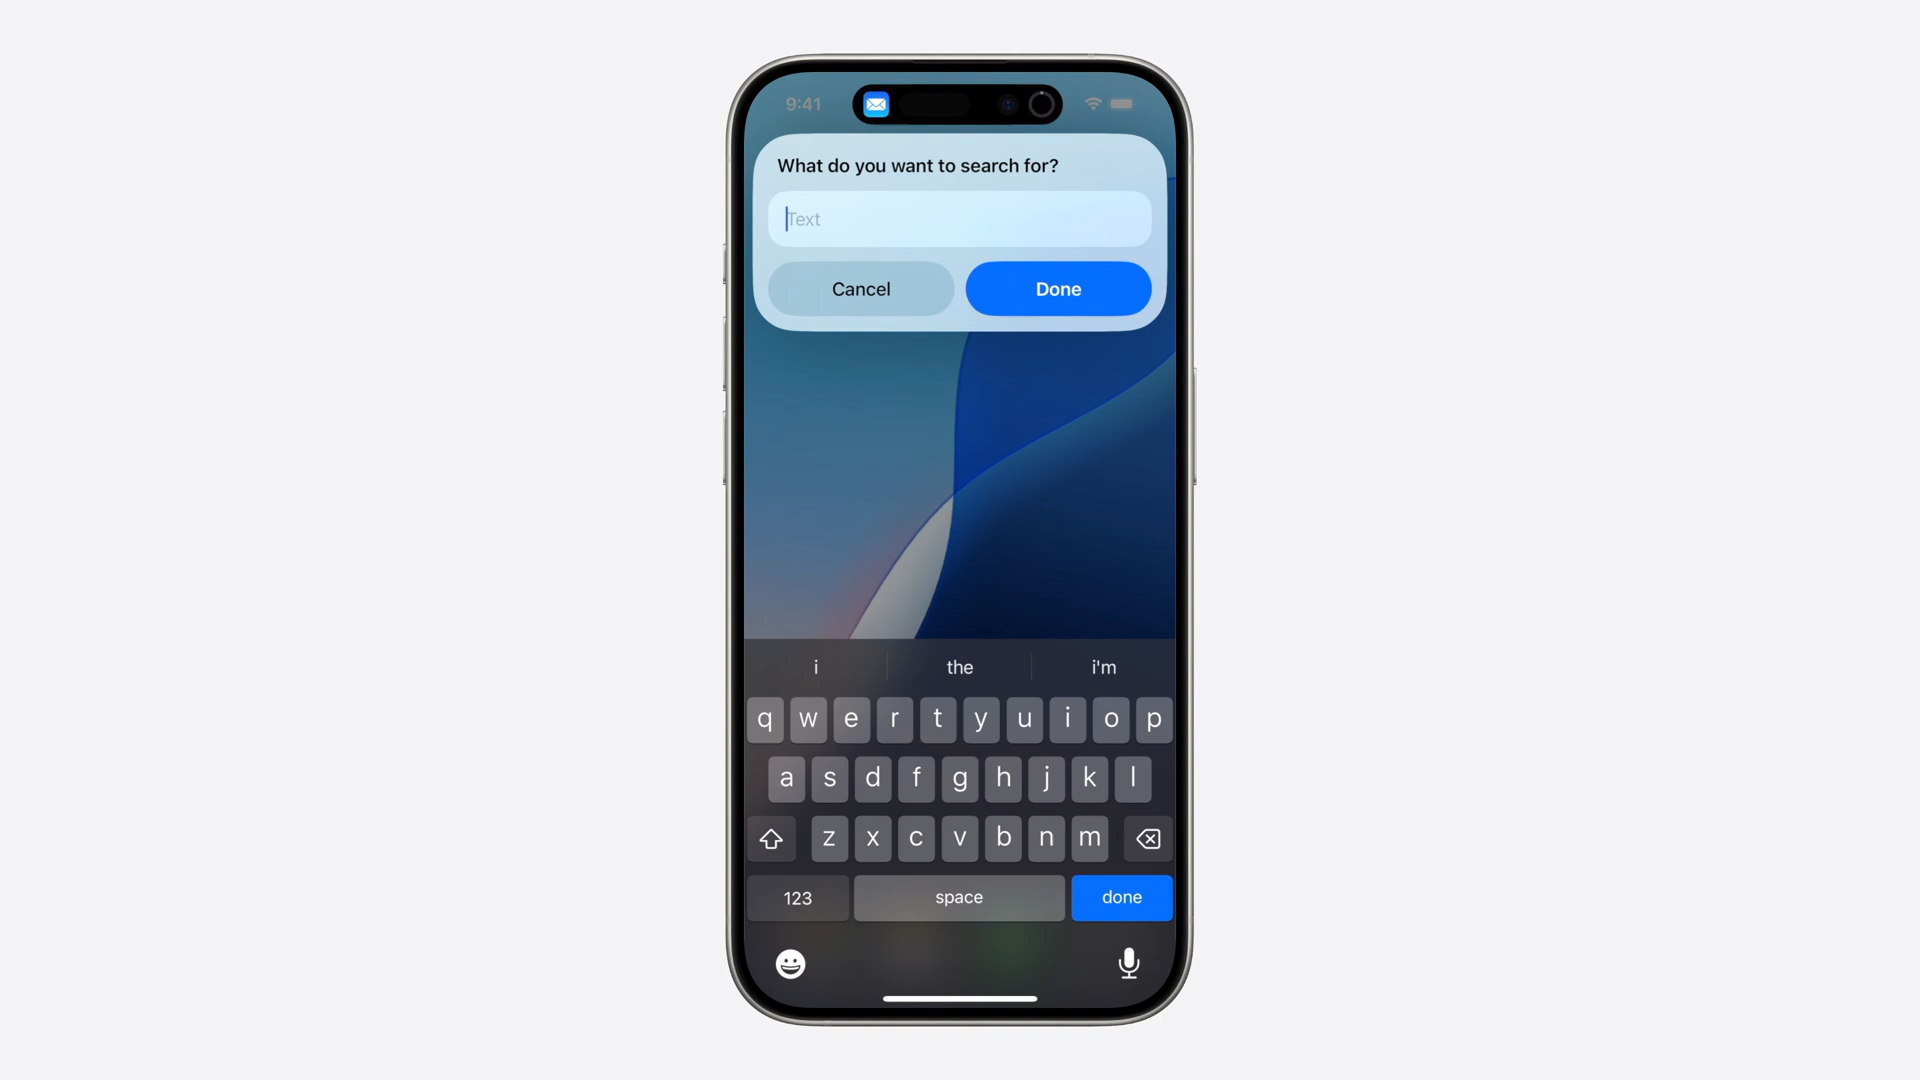 9:41
What do you want to search for?
Text
Cancel Done
i the i'm
q w e r t y u i o p
a s d f g h j k l
z x c v b n m
123 space done